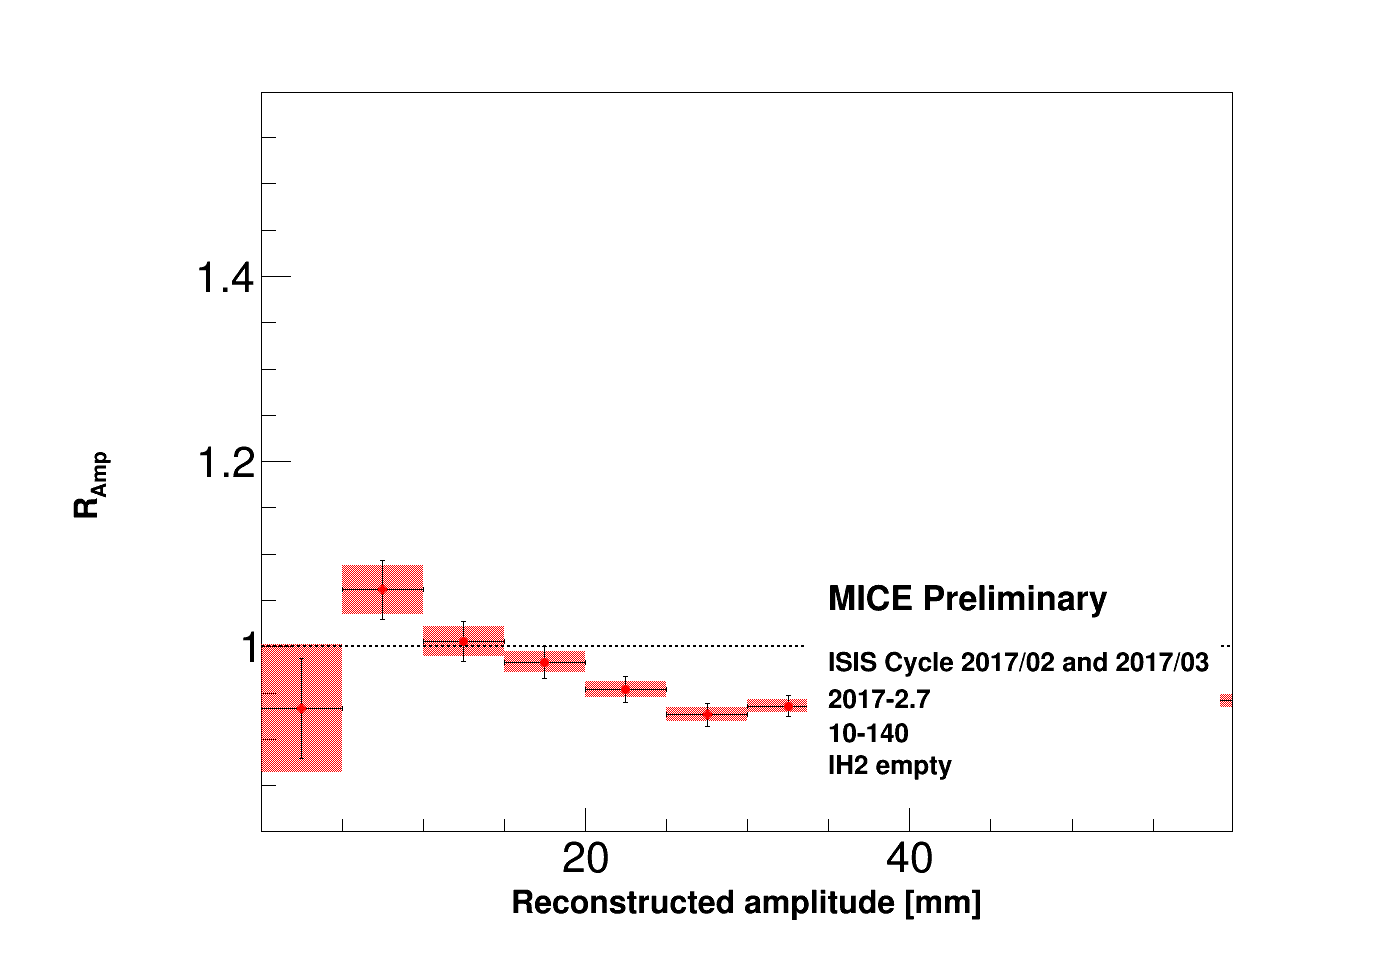 1.4
1.2
R_Amp
MICE Preliminary
1
ISIS Cycle 2017/02 and 2017/03
2017-2.7
10-140
IH2 empty
20 40
Reconstructed amplitude [mm]